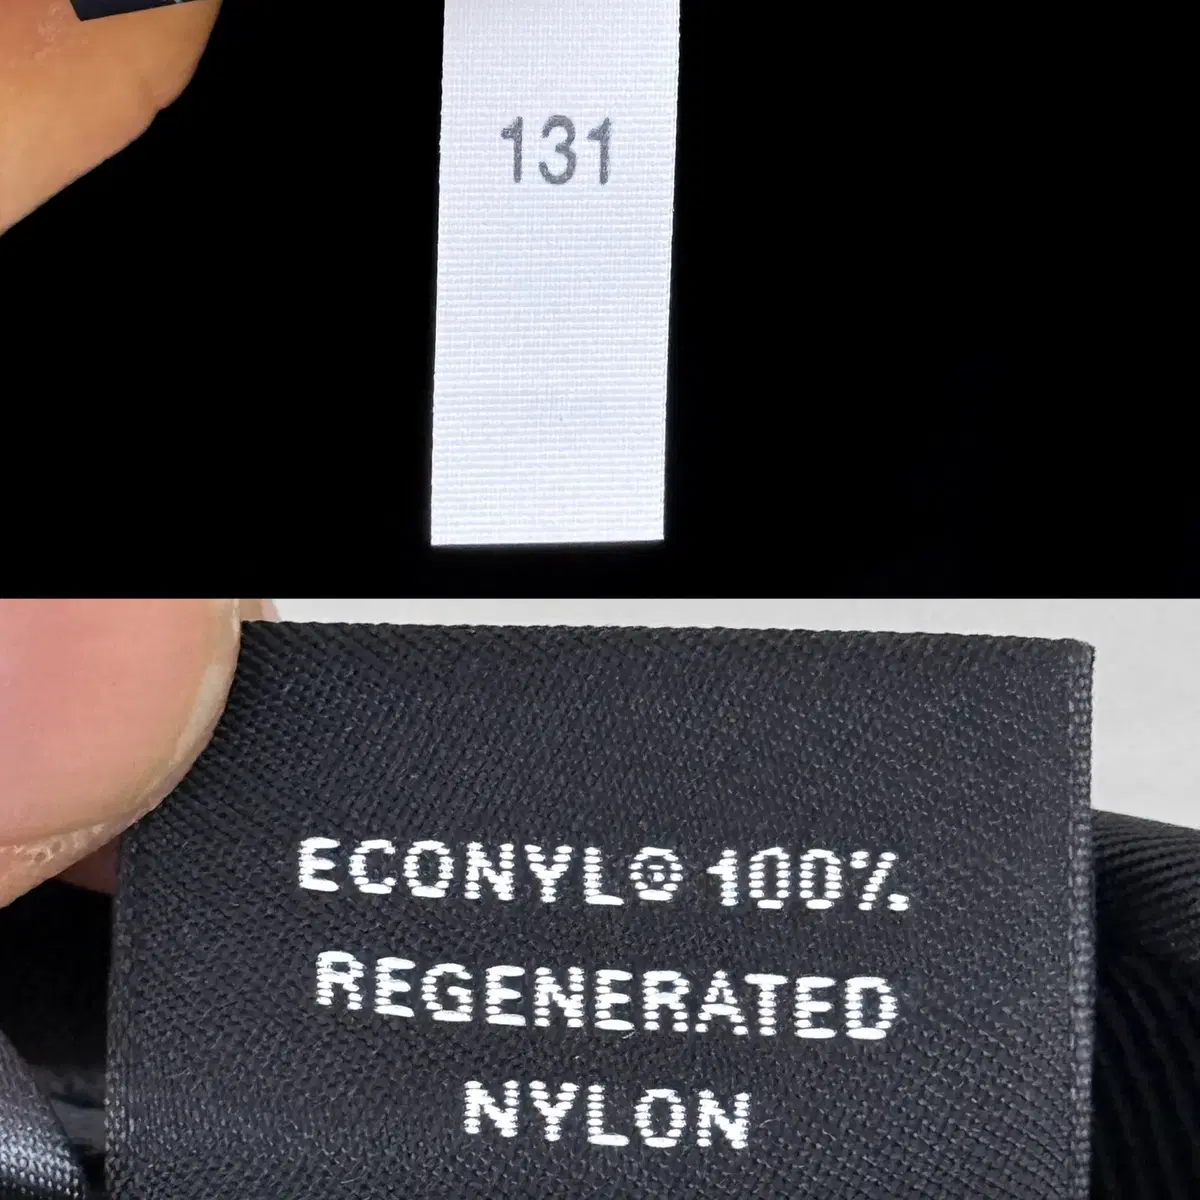 131
ECONYL® 100%
REGENERATED
NYLON